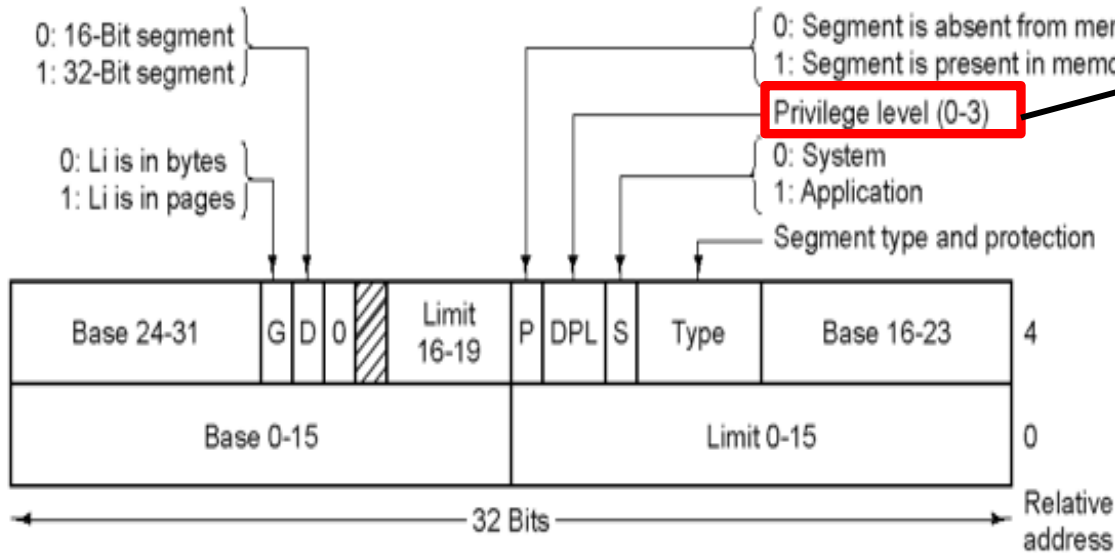 0: 16-Bit segment
1: 32-Bit segment
0: Segment is absent from
1: Segment is present in
Privilege level (0-3)
0: Li is in bytes
1: Li is in pages
0: System
1: Application
Segment type and protection
Base 24-31
G
D
0
Limit
16-19
P
DPL
S
Type
Base 16-23
4
Base 0-15
Limit 0-15
0
32 Bits
Relative
address